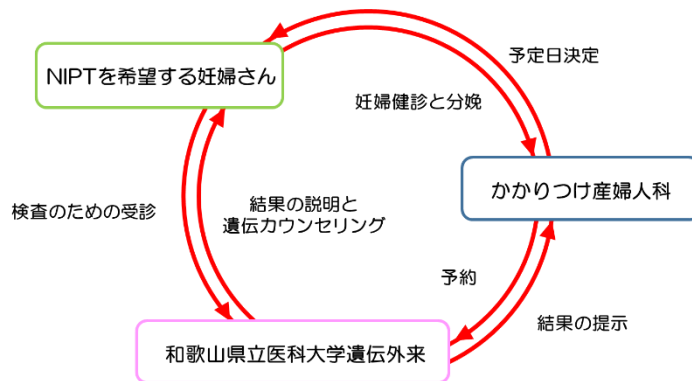 予定日決定
NIPTを希望する妊婦さん
妊婦健診と分娩
かかりつけ産婦人科
検査のための受診
結果の説明と
遺伝カウンセリング
予約
結果の提示
和歌山県立医科大学遺伝外来